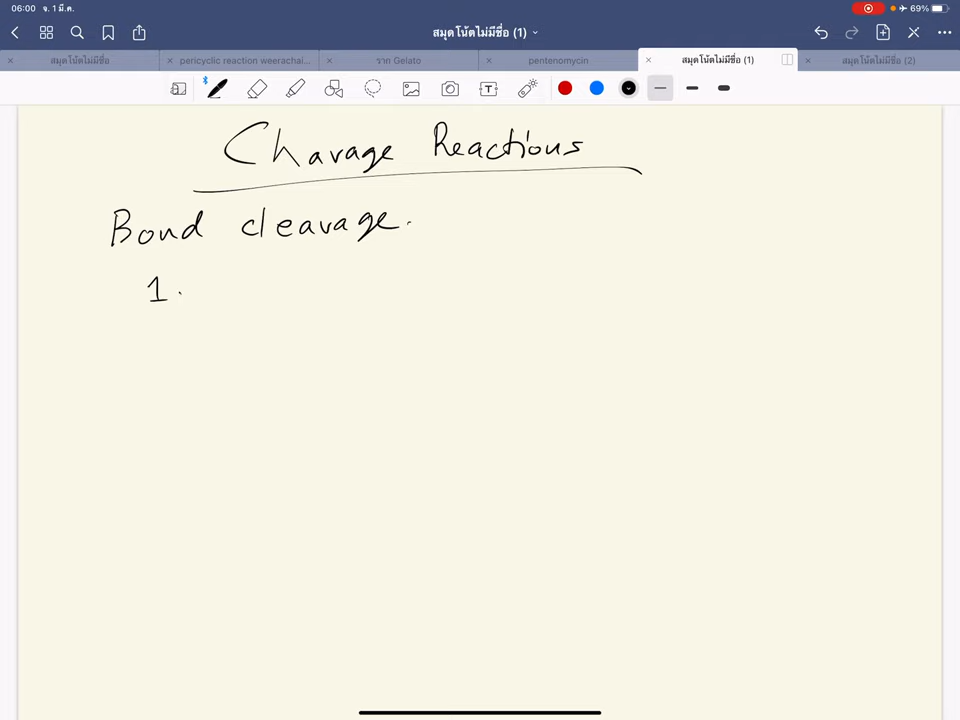 06:00 จ. 1 มี.ค. 69%
สมุดโน้ตไม่มีชื่อ (1)
สมุดโน้ตไม่มีชื่อ pericyclic reaction weerachai... ราก Gelato pentenomycin สมุดโน้ตไม่มีชื่อ (1) สมุดโน้ตไม่มีชื่อ (2)
Chavage Reactions
Bond cleavage.
1.